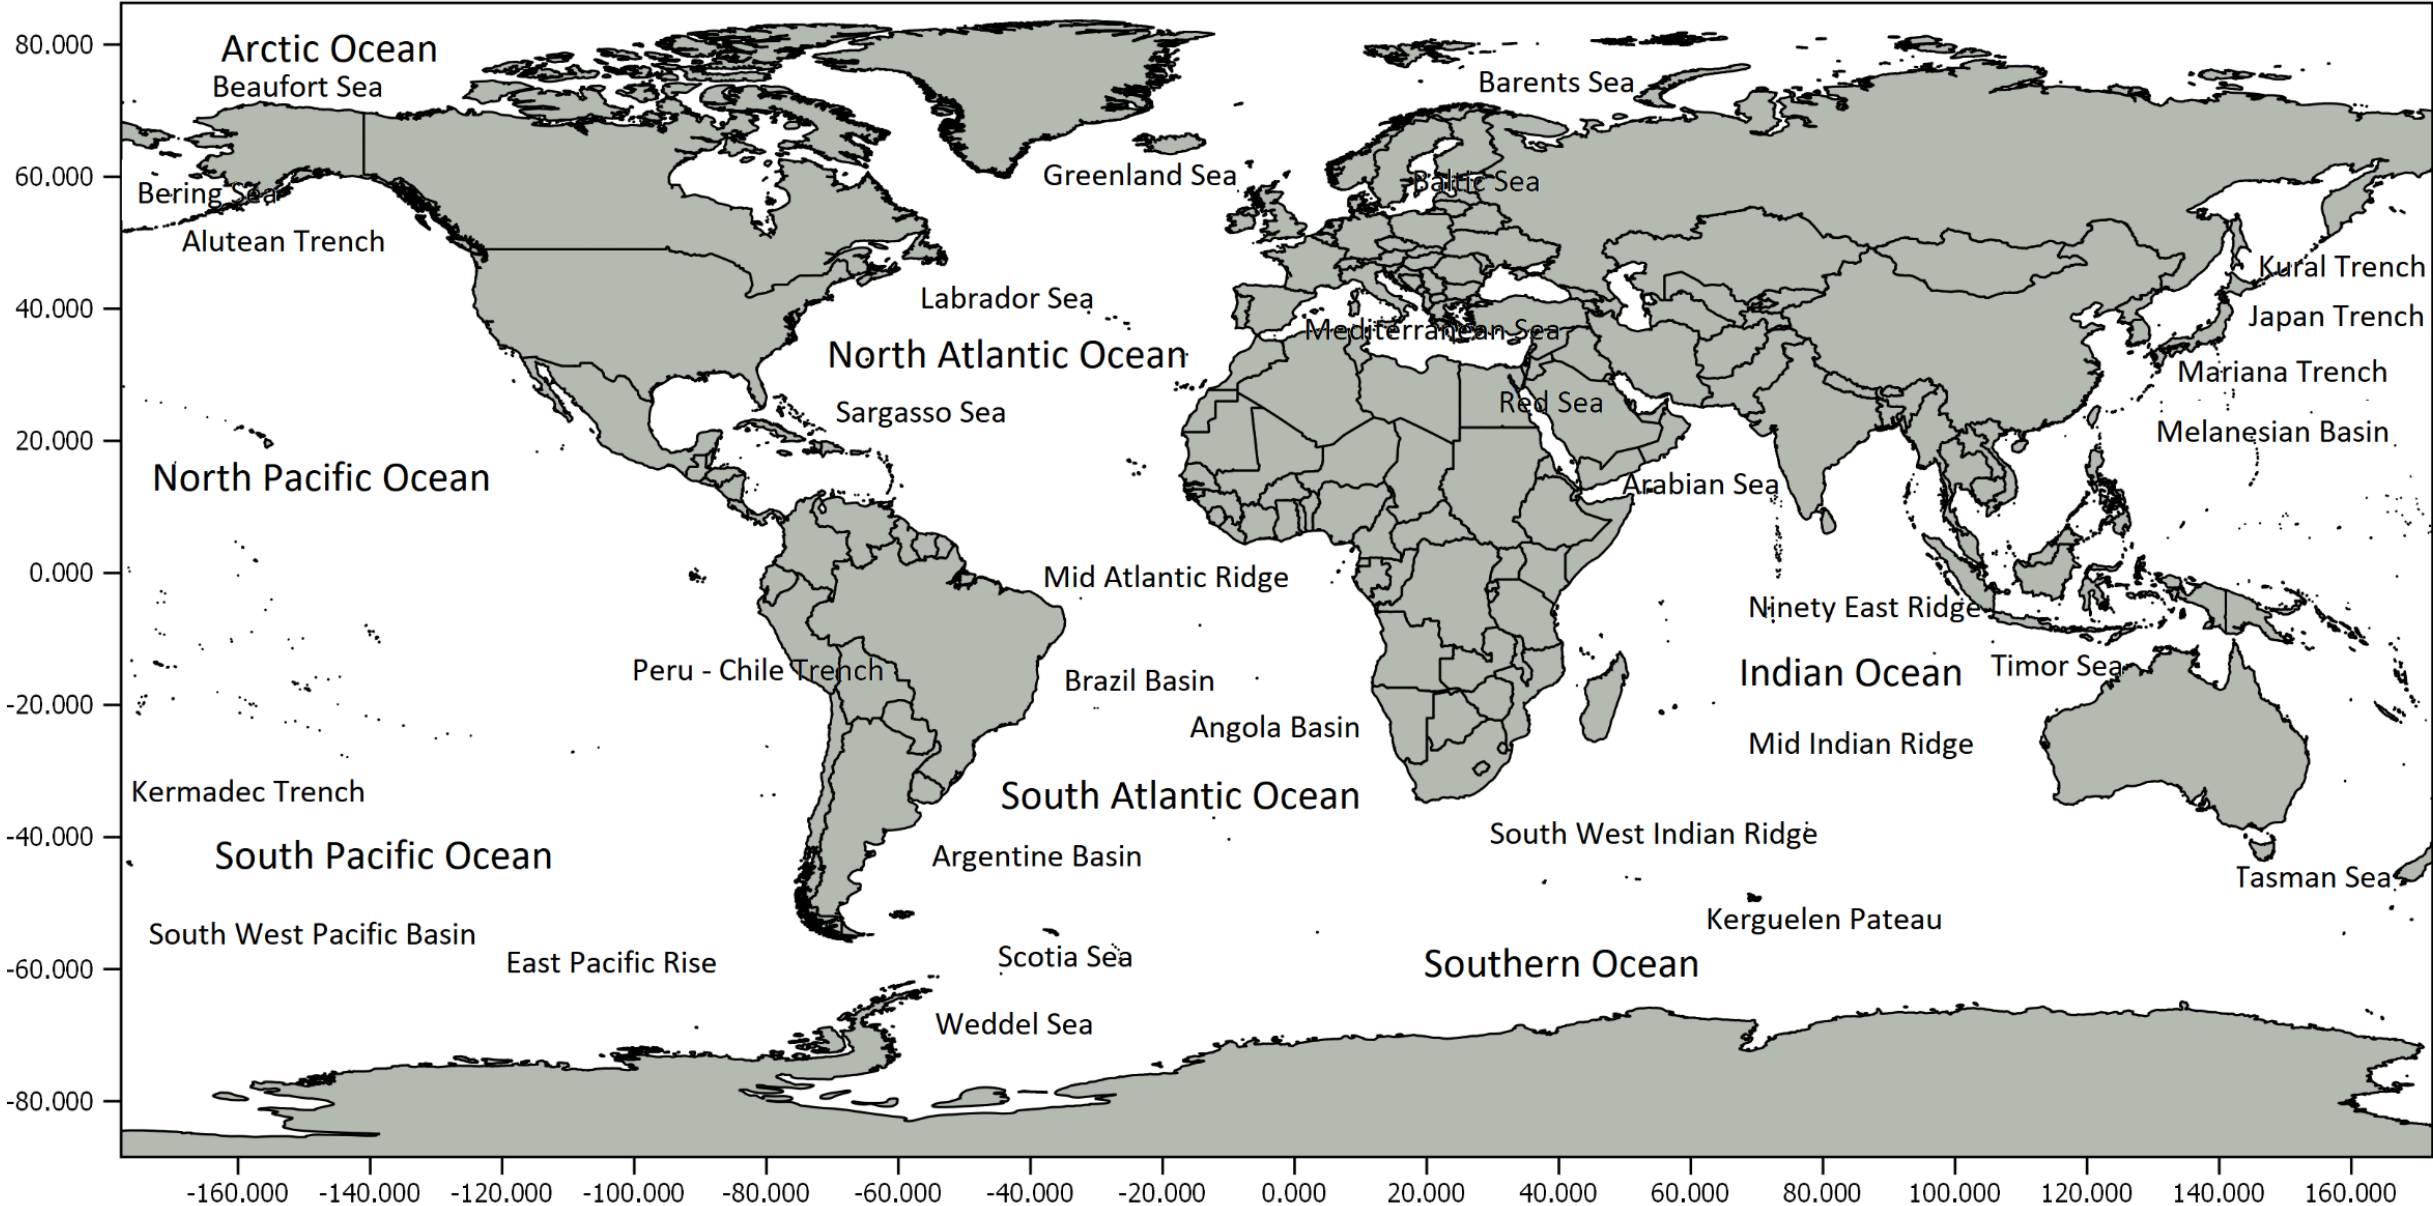 80.000
Arctic Ocean
Beaufort Sea
Barents Sea
60.000
Bering Sea
Greenland Sea
Baltic Sea
Alutean Trench
Kural Trench
40.000
Labrador Sea
Japan Trench
Mediterranean Sea
North Atlantic Ocean
Mariana Trench
Sargasso Sea
Red Sea
20.000
Melanesian Basin
North Pacific Ocean
Arabian Sea
0.000
Mid Atlantic Ridge
Ninety East Ridge
Peru - Chile Trench
Brazil Basin
Indian Ocean
Timor Sea
-20.000
Angola Basin
Mid Indian Ridge
Kermadec Trench
South Atlantic Ocean
-40.000
South West Indian Ridge
South Pacific Ocean
Argentine Basin
Tasman Sea
South West Pacific Basin
Kerguelen Pateau
East Pacific Rise
Scotia Sea
-60.000
Southern Ocean
Weddel Sea
-80.000
-160.000 -140.000 -120.000 -100.000 -80.000 -60.000 -40.000 -20.000 0.000 20.000 40.000 60.000 80.000 100.000 120.000 140.000 160.000